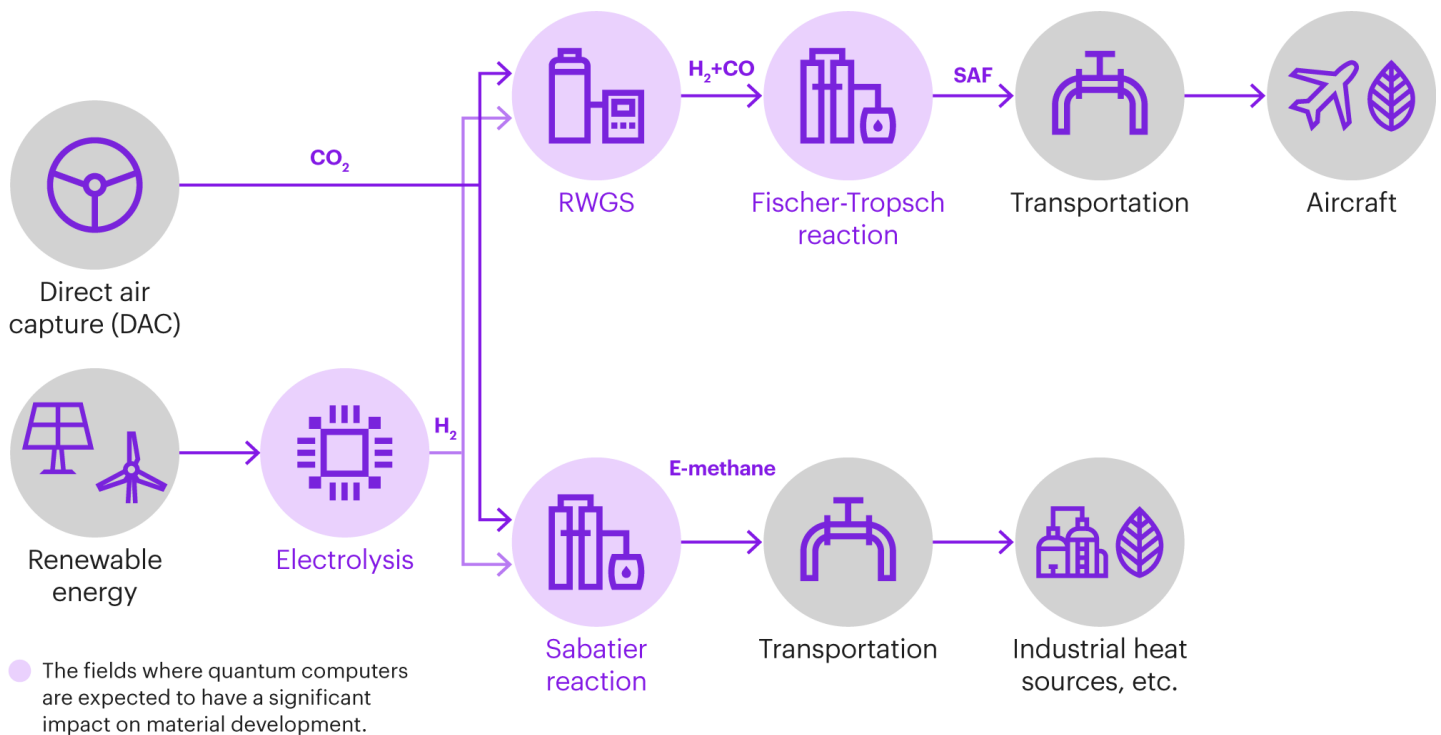 H₂+CO
SAF
CO₂
RWGS
Fischer-Tropsch
reaction
Transportation
Aircraft
Direct air
capture (DAC)
H₂
E-methane
Renewable
energy
Electrolysis
Sabatier
reaction
Transportation
Industrial heat
sources, etc.
The fields where quantum computers
are expected to have a significant
impact on material development.